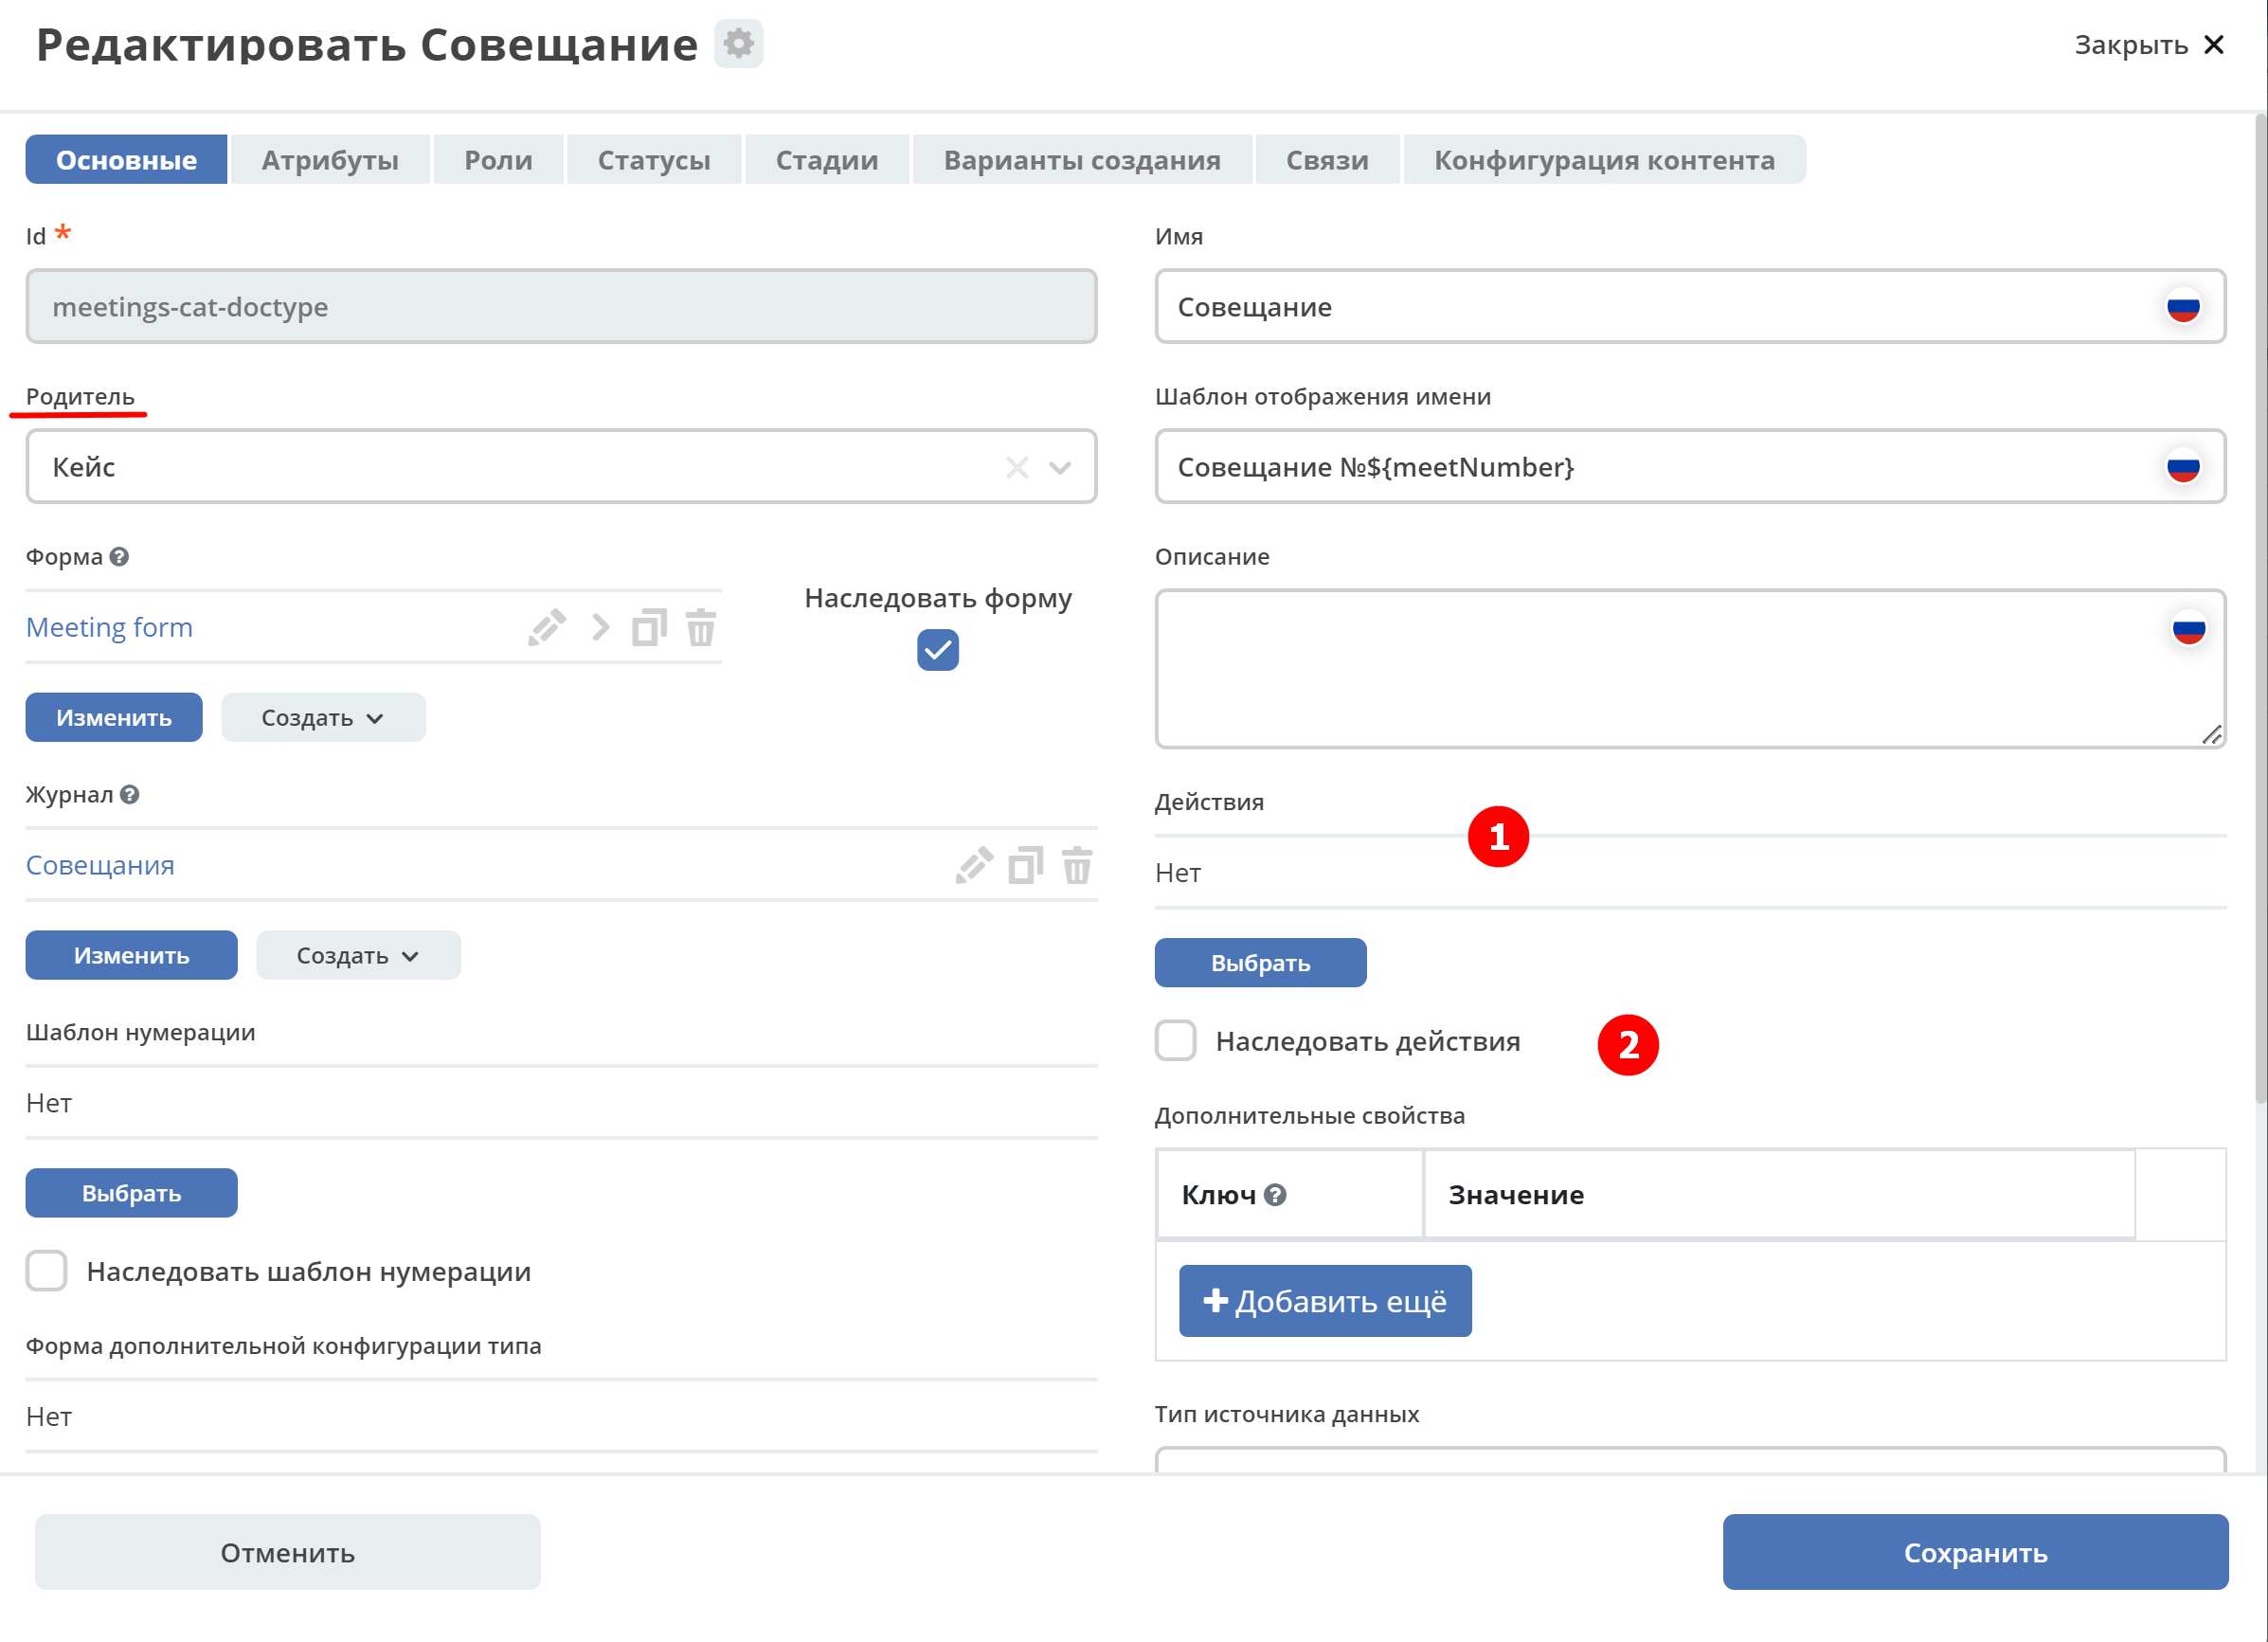 Редактировать Совещание
Закрыть
Основные
Атрибуты
Роли
Статусы
Стадии
Варианты создания
Связи
Конфигурация контента
Id *
meetings-cat-doctype
Имя
Совещание
Родитель
Кейс
Шаблон отображения имени
Совещание №${meetNumber}
Форма
Meeting form
Наследовать форму
Изменить
Создать
Описание
Журнал
Совещания
Изменить
Создать
Действия
1
Нет
Выбрать
Наследовать действия
2
Шаблон нумерации
Нет
Выбрать
Наследовать шаблон нумерации
Дополнительные свойства
Ключ
Значение
Добавить ещё
Форма дополнительной конфигурации типа
Нет
Тип источника данных
Отменить
Сохранить